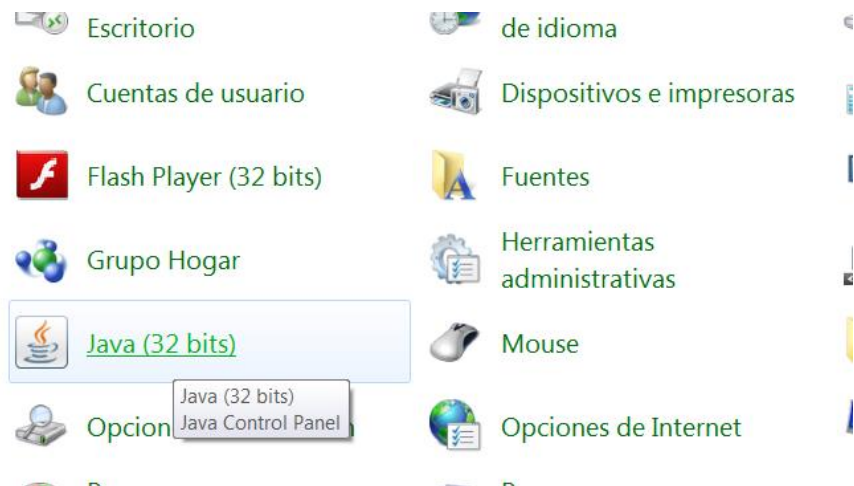 Escritorio
de idioma
Cuentas de usuario
Dispositivos e impresoras
Flash Player (32 bits)
Fuentes
Grupo Hogar
Herramientas
administrativas
Java (32 bits)
Mouse
Java (32 bits)
Java Control Panel
Opcion
Opciones de Internet